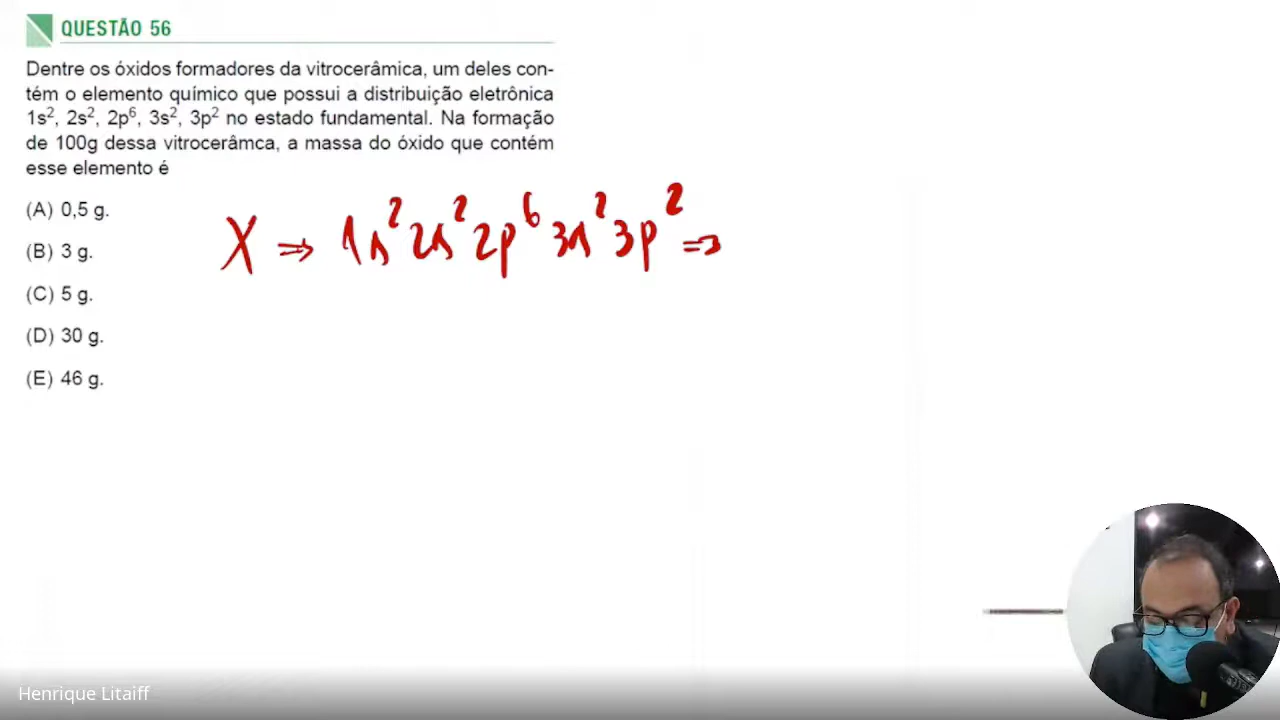 QUESTÃO 56
Dentre os óxidos formadores da vitrocerâmica, um deles con-
tém o elemento químico que possui a distribuição eletrônica
1s², 2s², 2p⁶, 3s², 3p² no estado fundamental. Na formação
de 100g dessa vitrocerâmca, a massa do óxido que contém
esse elemento é
(A) 0,5 g.
(B) 3 g.
(C) 5 g.
(D) 30 g.
(E) 46 g.
X ⇒ 1s² 2s² 2p⁶ 3s² 3p² ⇒
Henrique Litaiff